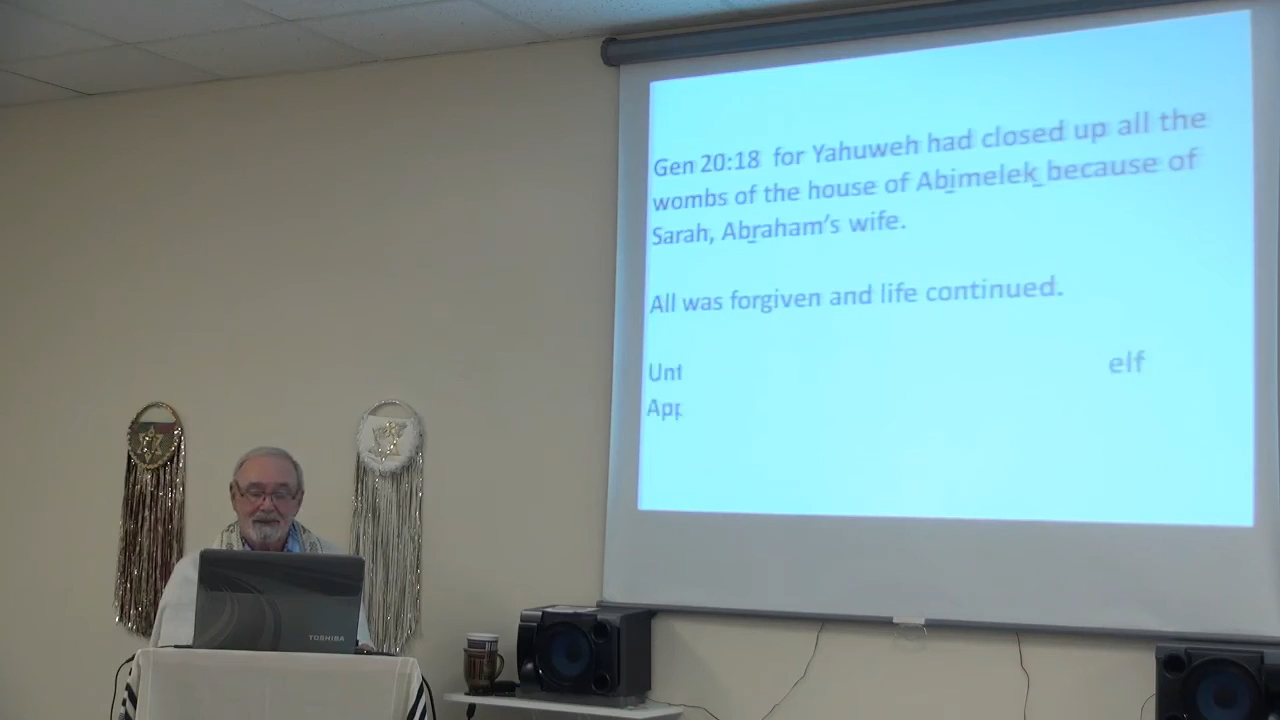 Gen 20:18 for Yahuweh had closed up all the
wombs of the house of Abimelek because of
Sarah, Abraham's wife.
All was forgiven and life continued.
Unt elf
App
TOSHIBA